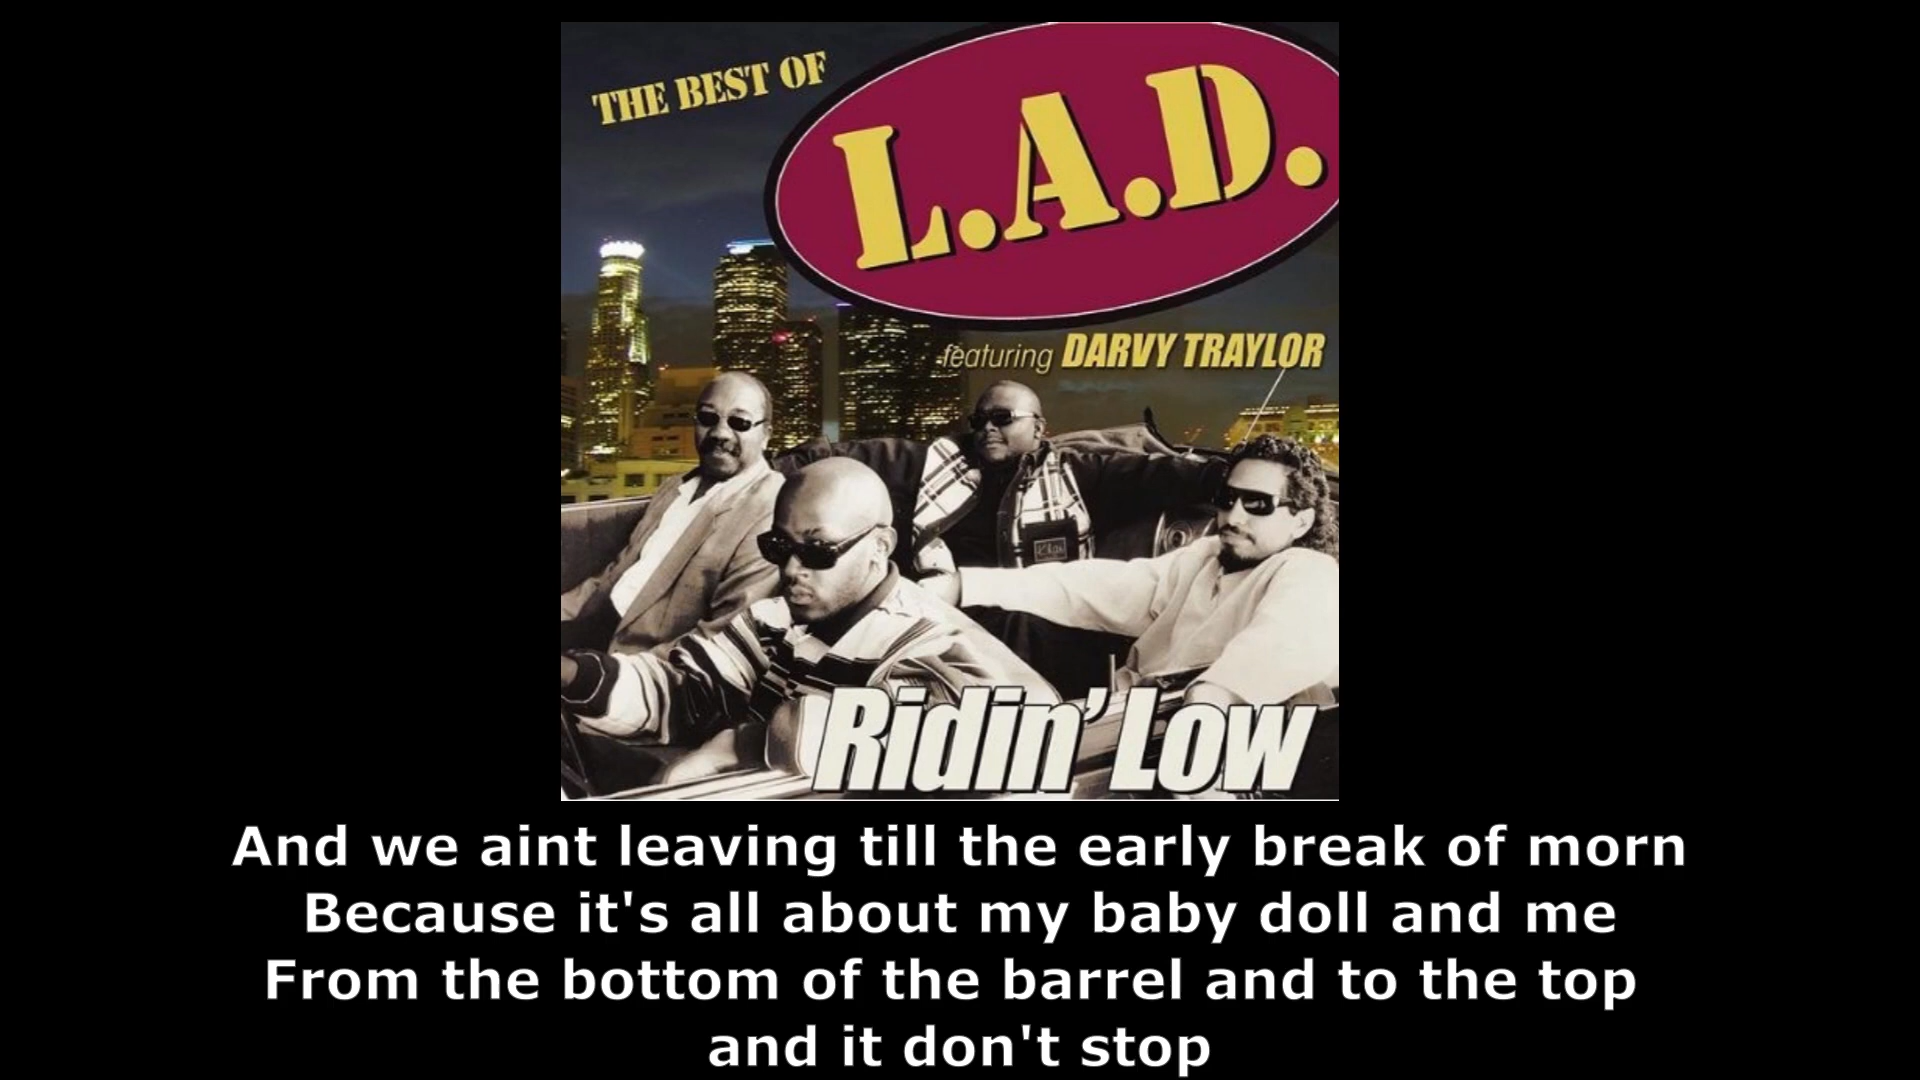 THE BEST OF
L.A.D.
featuring DARVY TRAYLOR
Ridin' Low
And we aint leaving till the early break of morn
Because it's all about my baby doll and me
From the bottom of the barrel and to the top
and it don't stop